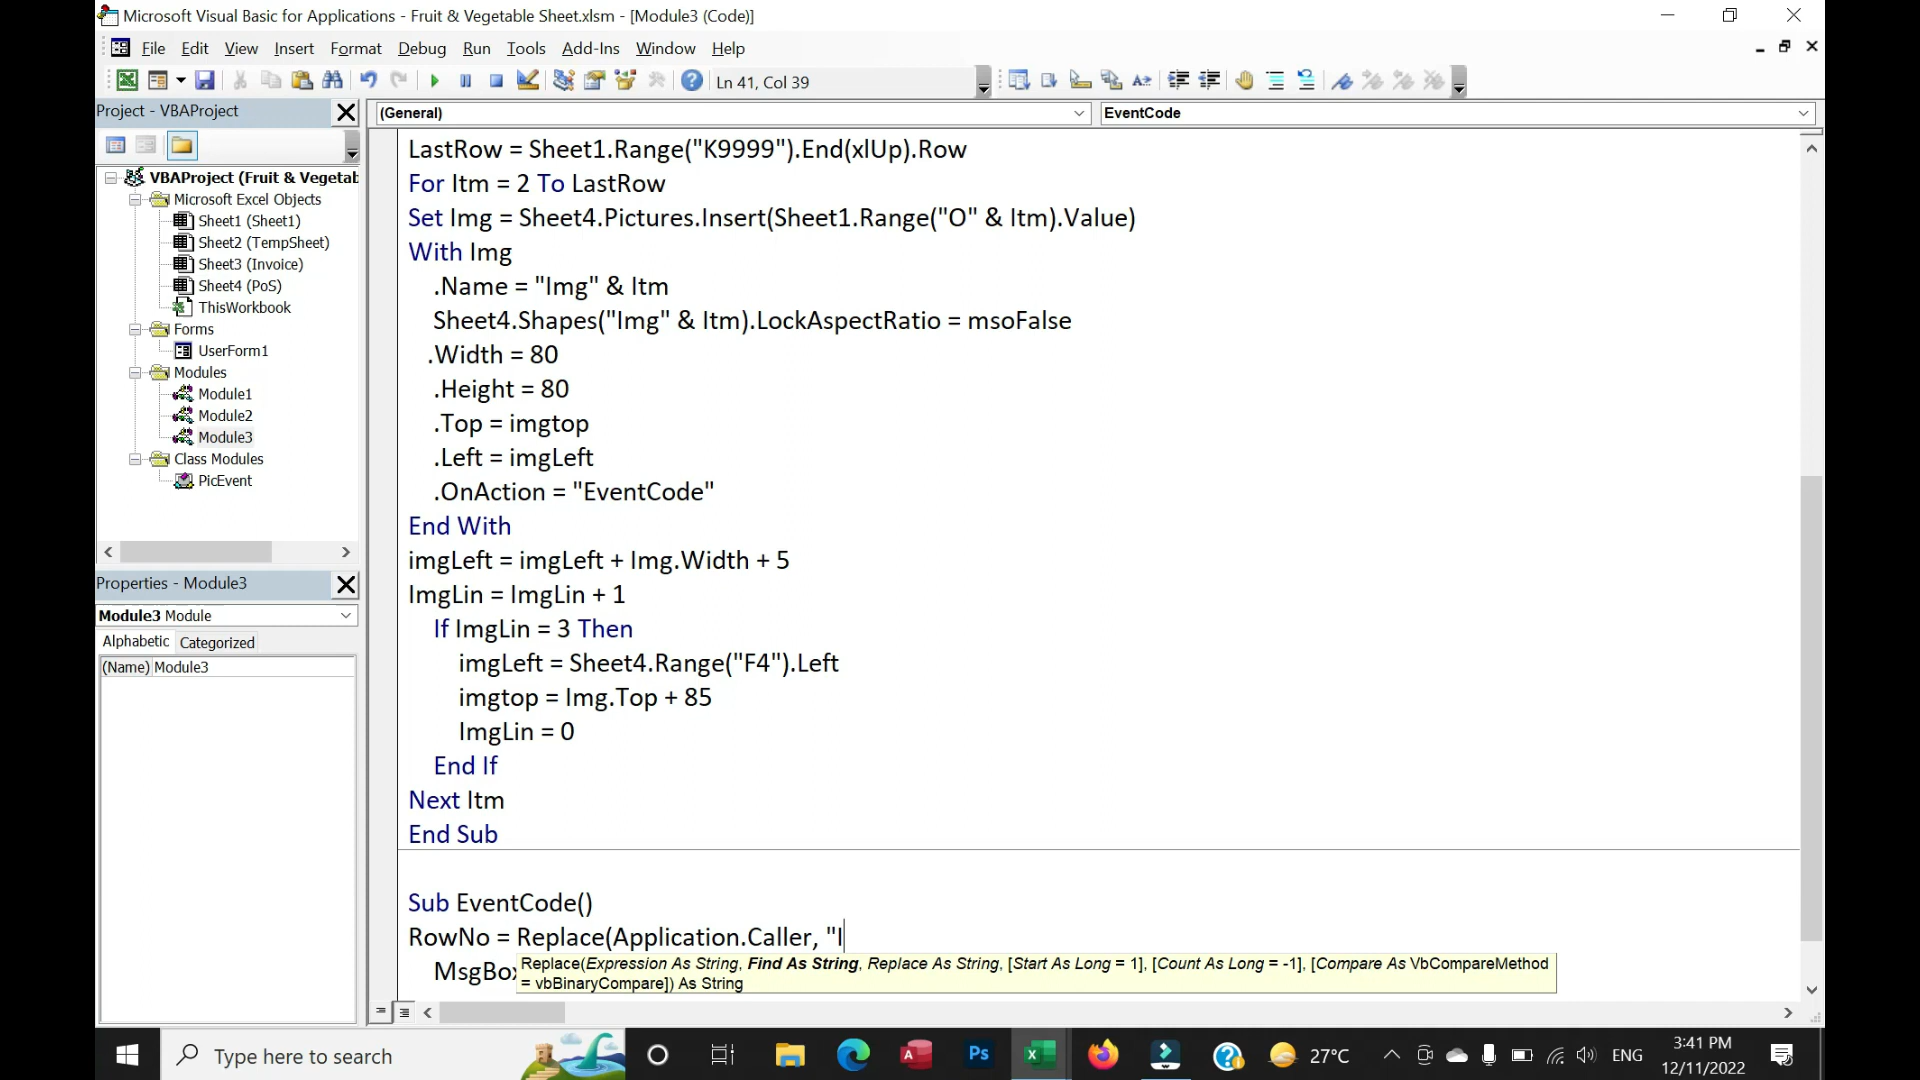 Microsoft Visual Basic for Applications - Fruit & Vegetable Sheet.xlsm - [Module3 (Code)]
File Edit View Insert Format Debug Run Tools Add-Ins Window Help
Ln 41, Col 39
Project - VBAProject
(General)
EventCode
VBAProject (Fruit & Vegetab
Microsoft Excel Objects
Sheet1 (Sheet1)
Sheet2 (TempSheet)
Sheet3 (Invoice)
Sheet4 (PoS)
ThisWorkbook
Forms
UserForm1
Modules
Module1
Module2
Module3
Class Modules
PicEvent
Properties - Module3
Module3 Module
Alphabetic Categorized
(Name) Module3
LastRow = Sheet1.Range("K9999").End(xlUp).Row
For Itm = 2 To LastRow
Set Img = Sheet4.Pictures.Insert(Sheet1.Range("O" & Itm).Value)
With Img
.Name = "Img" & Itm
Sheet4.Shapes("Img" & Itm).LockAspectRatio = msoFalse
.Width = 80
.Height = 80
.Top = imgtop
.Left = imgLeft
.OnAction = "EventCode"
End With
imgLeft = imgLeft + Img.Width + 5
ImgLin = ImgLin + 1
If ImgLin = 3 Then
imgLeft = Sheet4.Range("F4").Left
imgtop = Img.Top + 85
ImgLin = 0
End If
Next Itm
End Sub
Sub EventCode()
RowNo = Replace(Application.Caller, "I
MsgBox
Replace(Expression As String, Find As String, Replace As String, [Start As Long = 1], [Count As Long = -1], [Compare As VbCompareMethod
= vbBinaryCompare]) As String
Type here to search
Ps
27°C
ENG
3:41 PM
12/11/2022